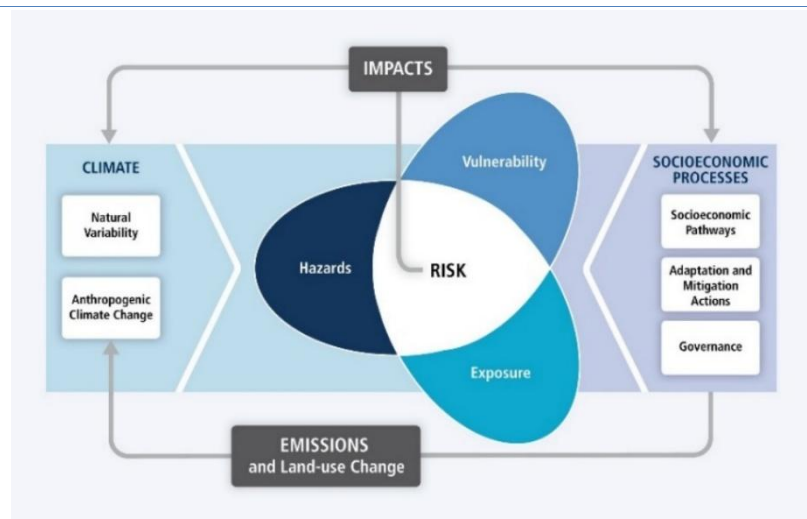 IMPACTS
CLIMATE
Natural
Variability
Anthropogenic
Climate Change
Vulnerability
Hazards
RISK
Exposure
SOCIOECONOMIC
PROCESSES
Socioeconomic
Pathways
Adaptation and
Mitigation
Actions
Governance
EMISSIONS
and Land-use Change